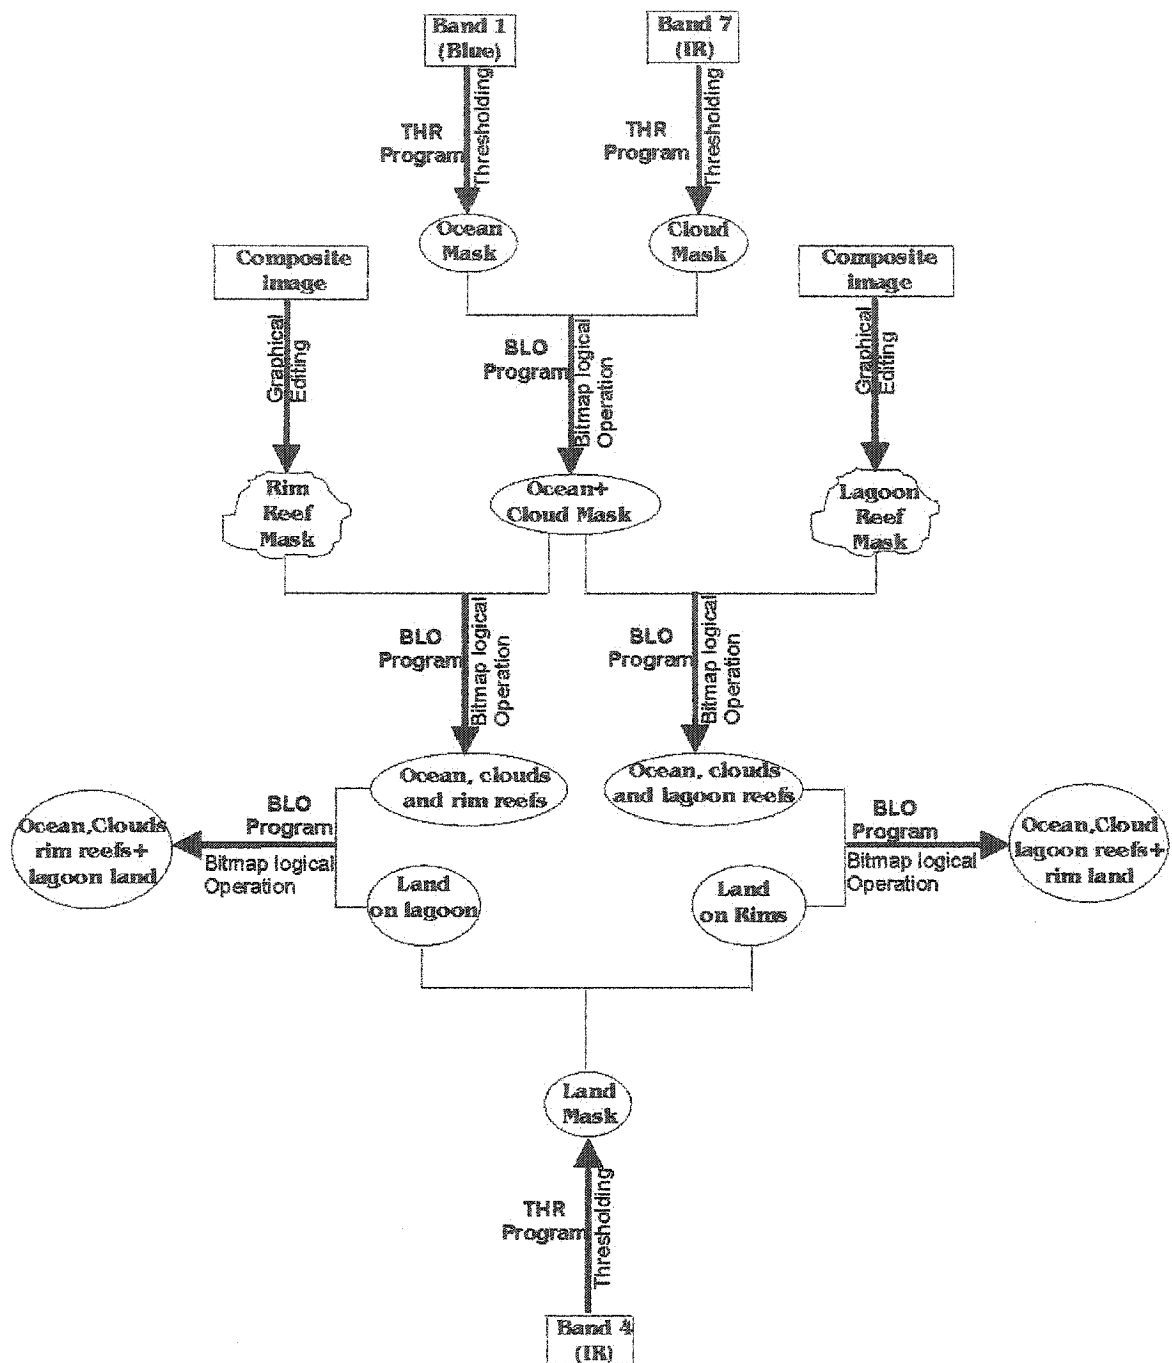 Band 1
(Blue)
Band 7
(IR)
THR
Program
Thresholding
THR
Program
Thresholding
Ocean
Mask
Cloud
Mask
Composite
image
Composite
image
Graphical
Editing
BLO
Program
Bitmap logical
Operation
Graphical
Editing
Rim
Reef
Mask
Ocean+
Cloud Mask
Lagoon
Reef
Mask
BLO
Program
Bitmap logical
Operation
BLO
Program
Bitmap logical
Operation
Ocean, clouds
and rim reefs
Ocean, clouds
and lagoon reefs
Ocean,Clouds
rim reefs+
lagoon land
BLO
Program
Bitmap logical
Operation
BLO
Program
Bitmap logical
Operation
Ocean,Cloud
lagoon reefs+
rim land
Land
on lagoon
Land
on Rims
Land
Mask
THR
Program
Thresholding
Band 4
(IR)